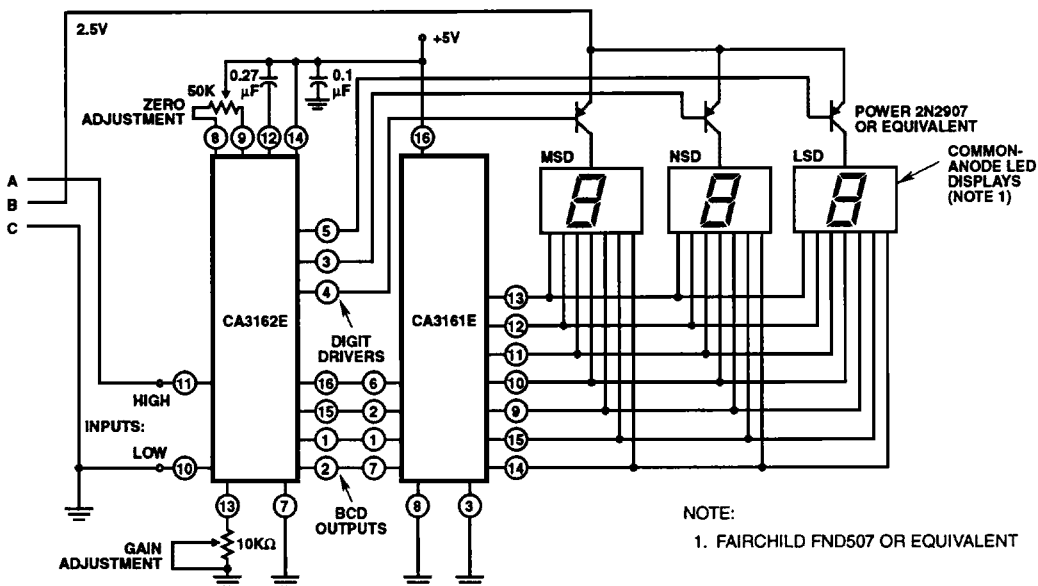 2.5V
+5V
0.27
µF
0.1
µF
50K
ZERO
ADJUSTMENT
8
9
12
14
16
POWER 2N2907
OR EQUIVALENT
MSD
NSD
LSD
COMMON-
ANODE LED
DISPLAYS
(NOTE 1)
A
B
C
8
8
8
5
3
4
CA3162E
CA3161E
DIGIT
DRIVERS
13
12
11
10
9
15
14
11
HIGH
INPUTS:
LOW
10
16
6
15
2
1
1
2
7
BCD
OUTPUTS
13
7
8
3
GAIN
ADJUSTMENT
10KΩ
NOTE:
1. FAIRCHILD FND507 OR EQUIVALENT